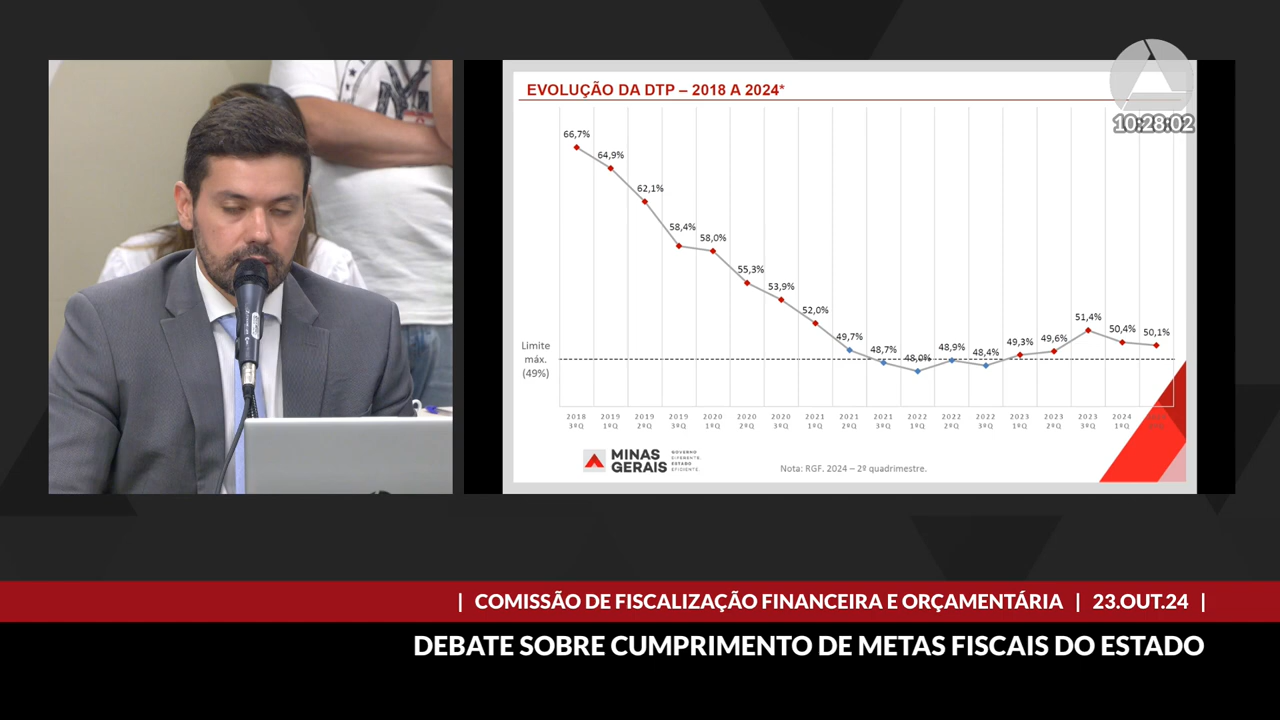 EVOLUÇÃO DA DTP – 2018 A 2024*
10:28:02
66,7%
64,9%
62,1%
58,4%
58,0%
55,3%
53,9%
52,0%
49,7%
48,7%
48,0%
48,9%
48,4%
49,3%
49,6%
51,4%
50,4%
50,1%
Limite
máx.
(49%)
2018 2019 2019 2019 2020 2020 2020 2021 2021 2021 2022 2022 2022 2023 2023 2023 2024
3ºQ 1ºQ 2ºQ 3ºQ 1ºQ 2ºQ 3ºQ 1ºQ 2ºQ 3ºQ 1ºQ 2ºQ 3ºQ 1ºQ 2ºQ 3ºQ 1ºQ
MINAS
GERAIS
GOVERNO
DIFERENTE.
ESTADO
EFICIENTE.
Nota: RGF. 2024 – 2º quadrimestre.
| COMISSÃO DE FISCALIZAÇÃO FINANCEIRA E ORÇAMENTÁRIA | 23.OUT.24 |
DEBATE SOBRE CUMPRIMENTO DE METAS FISCAIS DO ESTADO